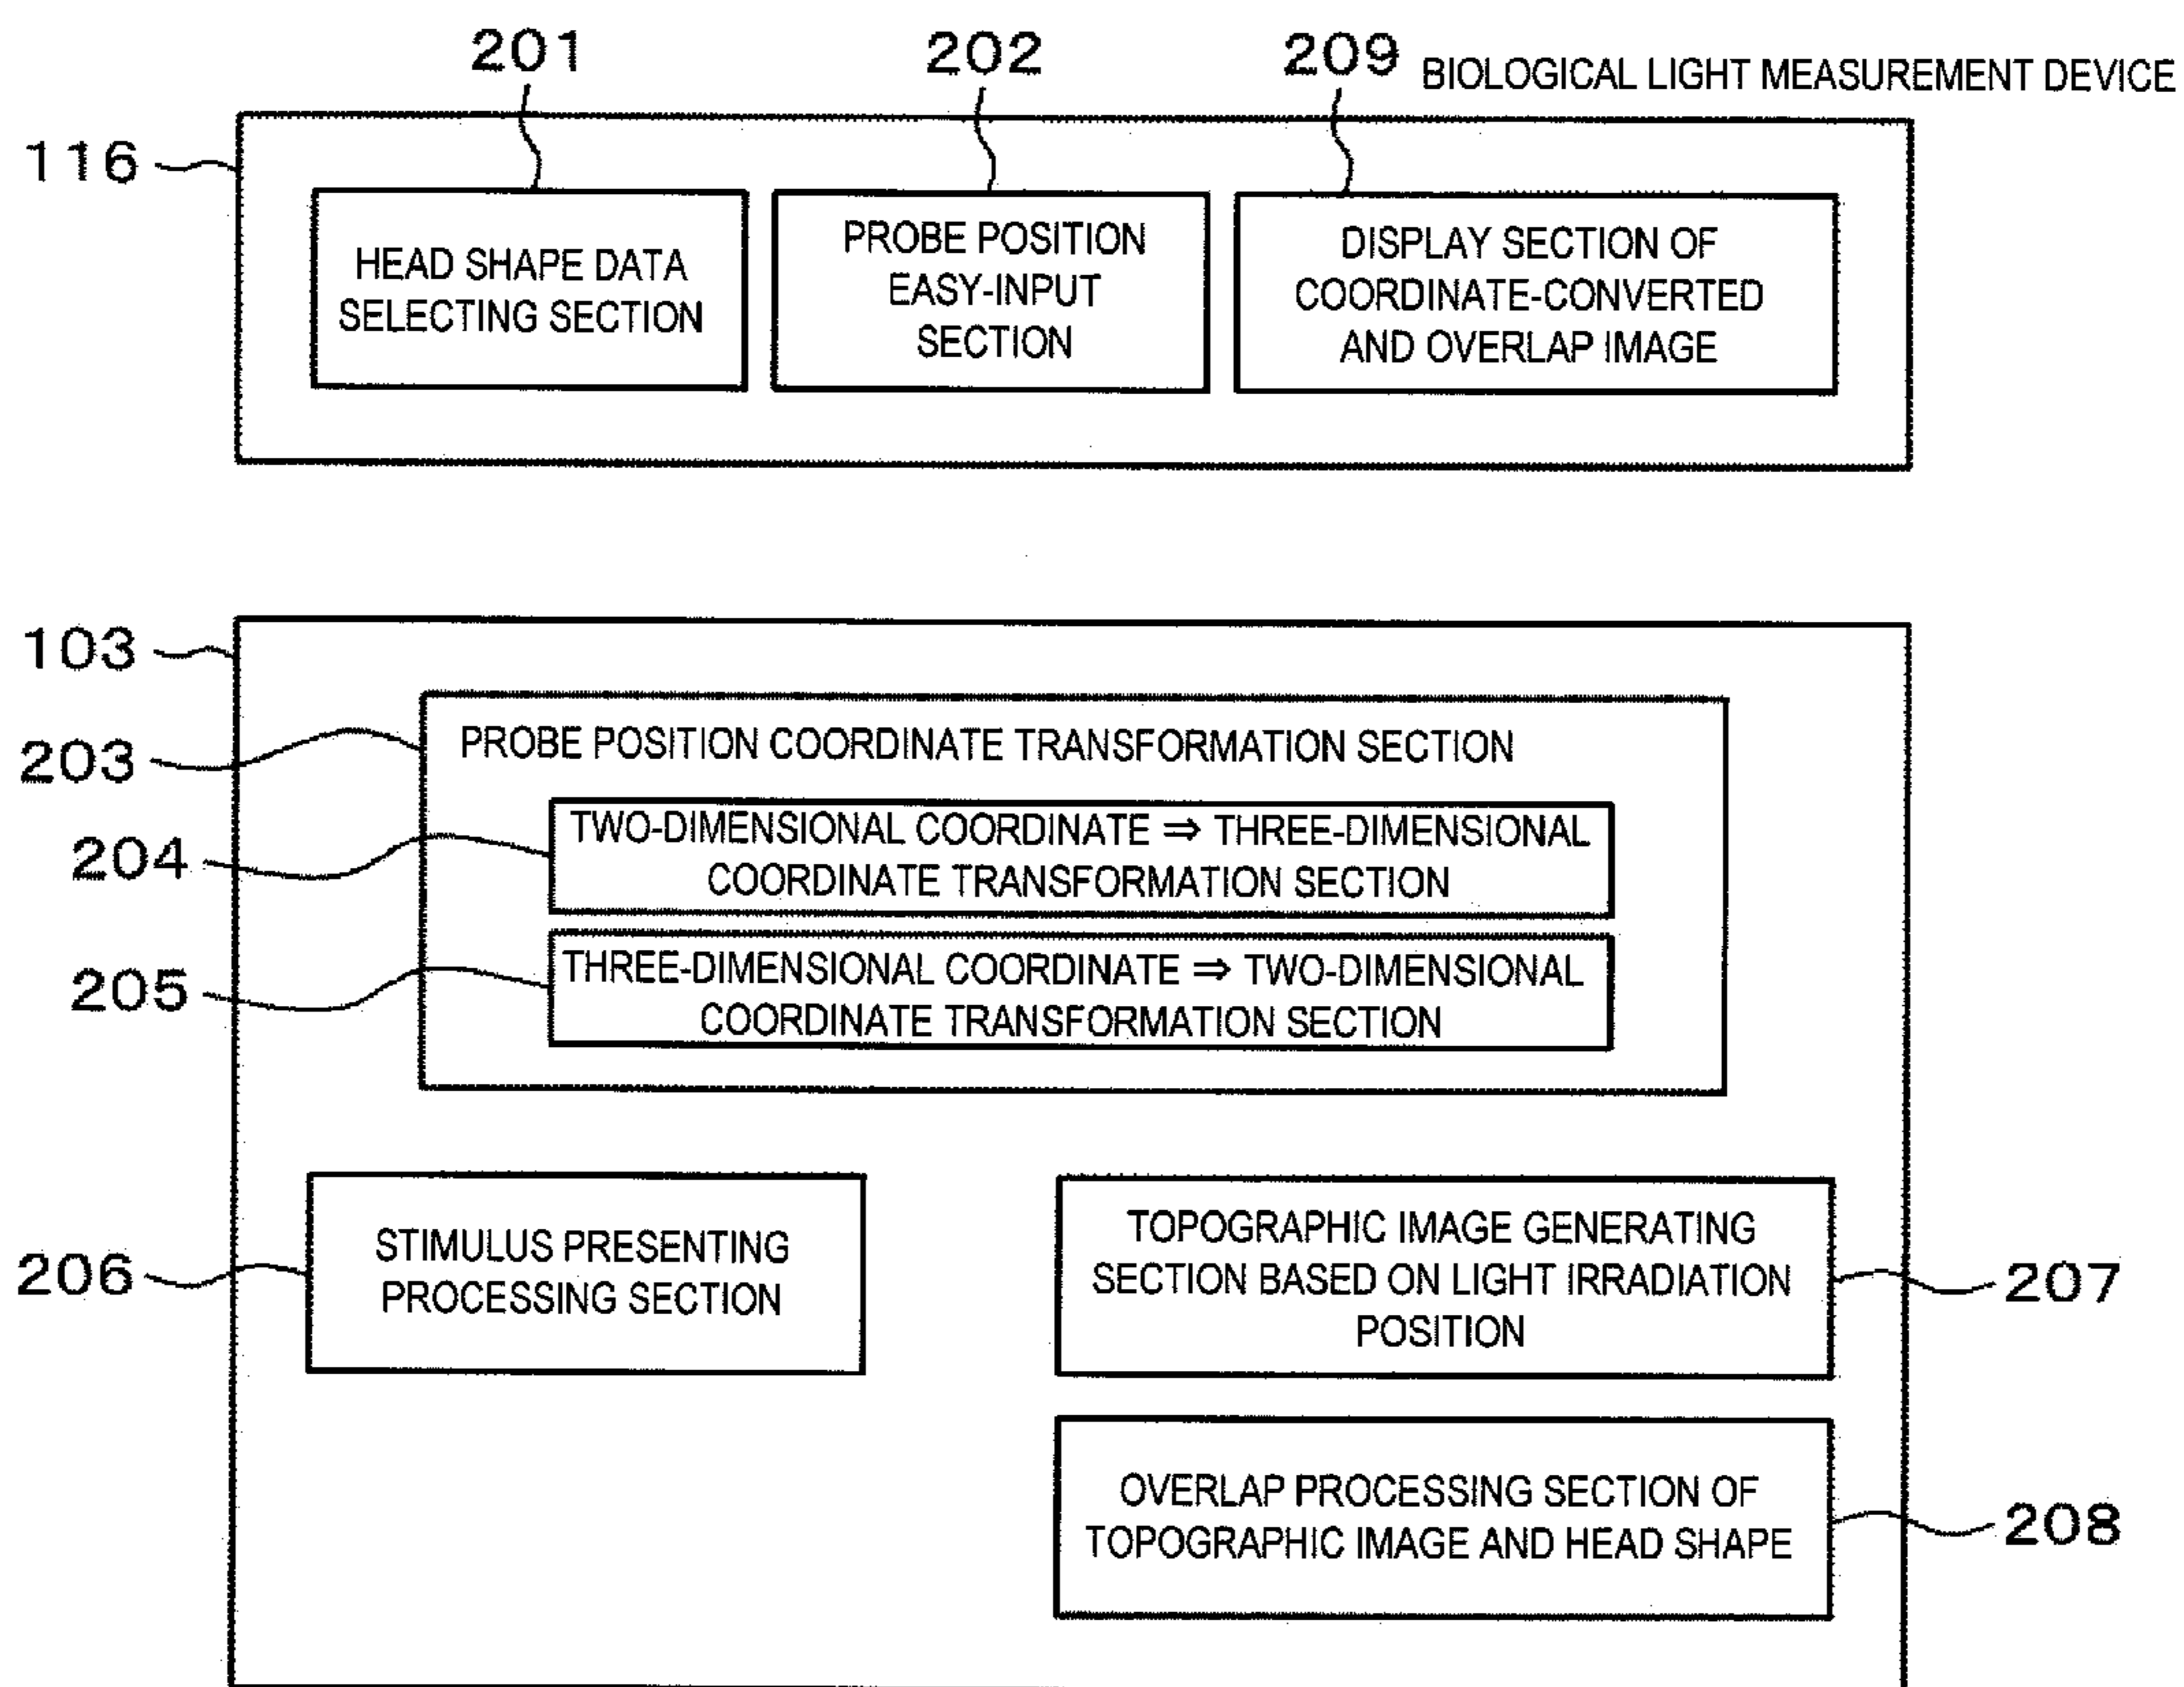 201
202
209
BIOLOGICAL LIGHT MEASUREMENT DEVICE
116
HEAD SHAPE DATA
SELECTING SECTION
PROBE POSITION
EASY-INPUT
SECTION
DISPLAY SECTION OF
COORDINATE-CONVERTED
AND OVERLAP IMAGE
103
203
PROBE POSITION COORDINATE TRANSFORMATION SECTION
204
TWO-DIMENSIONAL COORDINATE ⇒ THREE-DIMENSIONAL
COORDINATE TRANSFORMATION SECTION
205
THREE-DIMENSIONAL COORDINATE ⇒ TWO-DIMENSIONAL
COORDINATE TRANSFORMATION SECTION
206
STIMULUS PRESENTING
PROCESSING SECTION
TOPOGRAPHIC IMAGE GENERATING
SECTION BASED ON LIGHT IRRADIATION
POSITION
207
OVERLAP PROCESSING SECTION OF
TOPOGRAPHIC IMAGE AND HEAD SHAPE
208